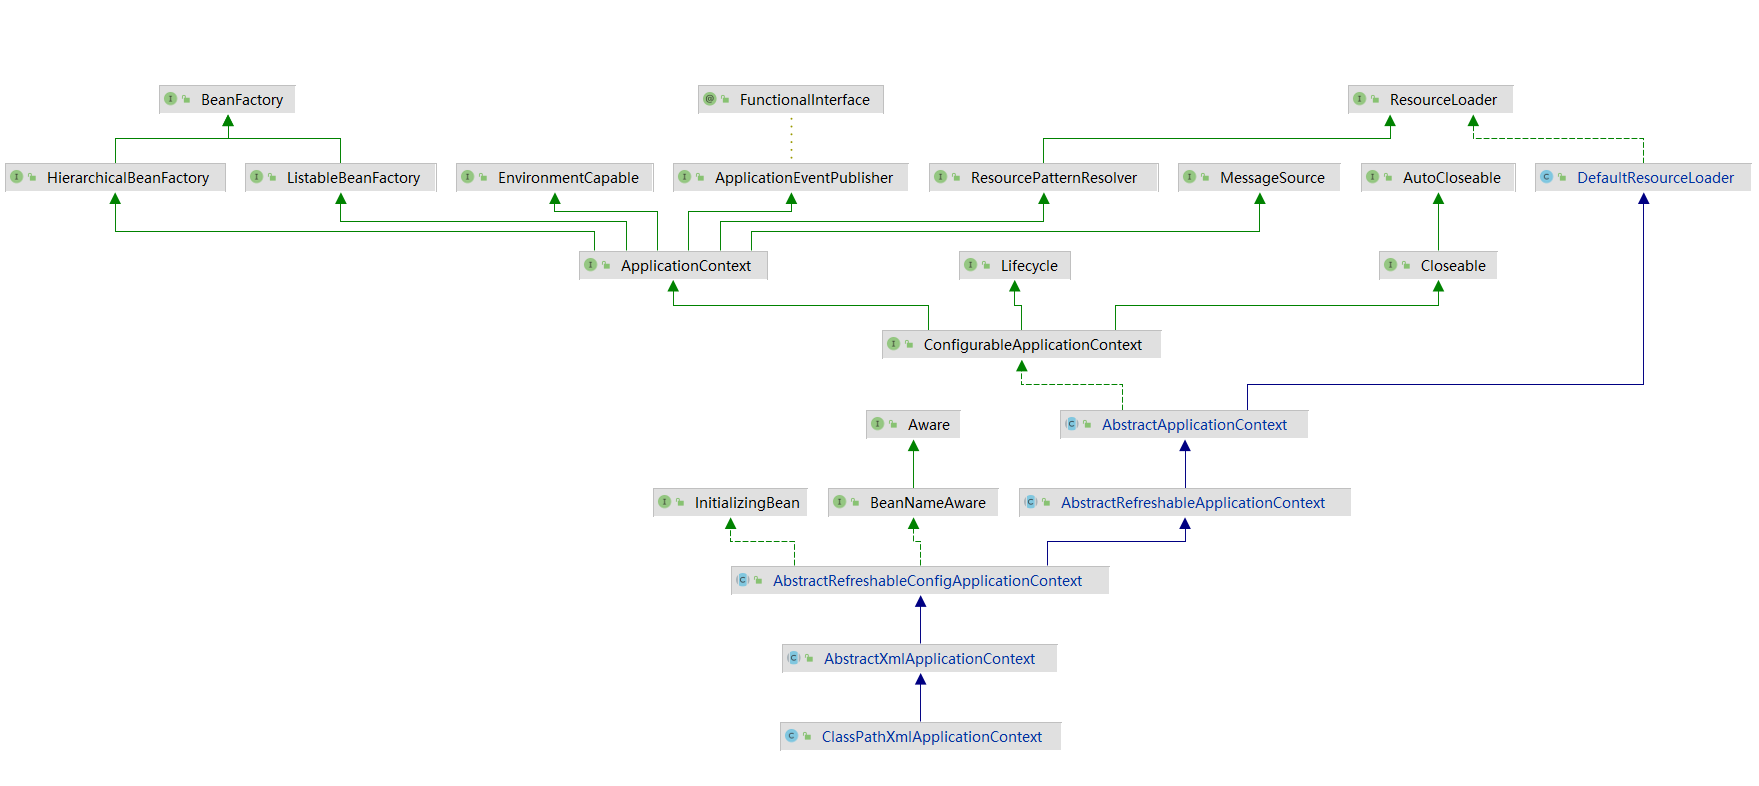 BeanFactory
FunctionalInterface
ResourceLoader
HierarchicalBeanFactory
ListableBeanFactory
EnvironmentCapable
ApplicationEventPublisher
ResourcePatternResolver
MessageSource
AutoCloseable
DefaultResourceLoader
ApplicationContext
Lifecycle
Closeable
ConfigurableApplicationContext
Aware
AbstractApplicationContext
InitializingBean
BeanNameAware
AbstractRefreshableApplicationContext
AbstractRefreshableConfigApplicationContext
AbstractXmlApplicationContext
ClassPathXmlApplicationContext